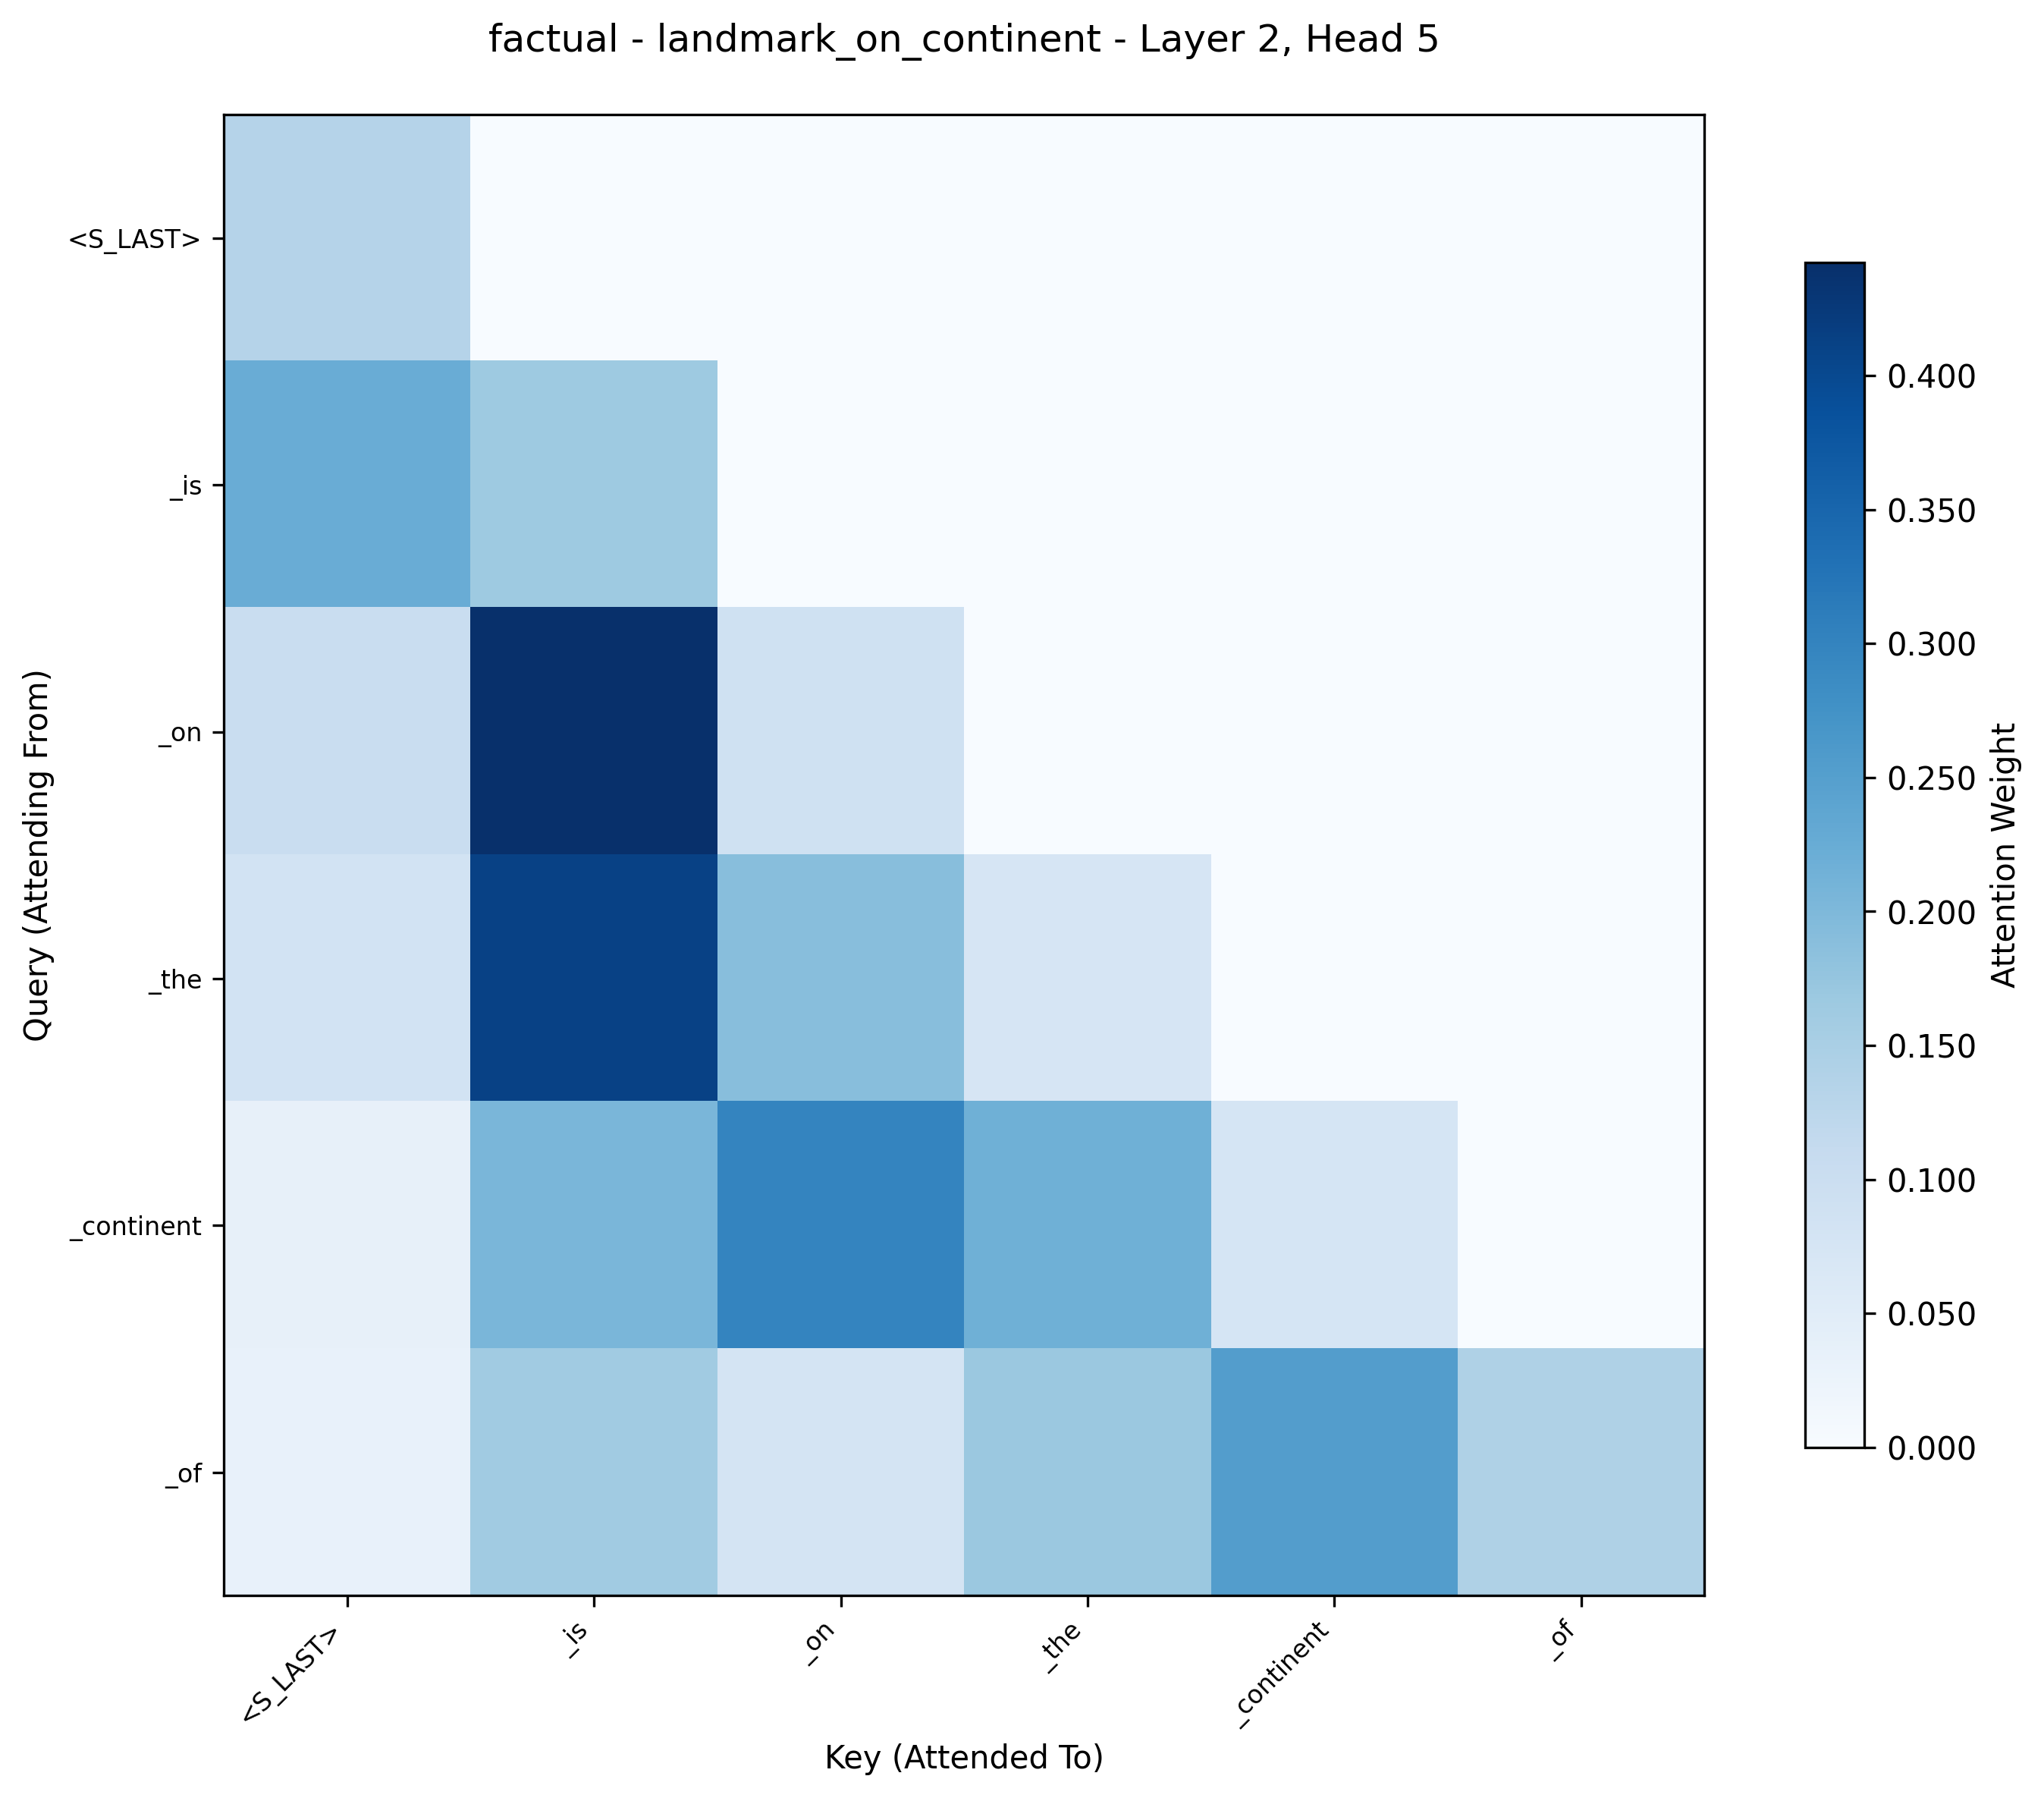 factual - landmark_on_continent - Layer 2, Head 5
Query (Attending From)
<S_LAST>
_is
_on
_the
_continent
_of
<S_LAST>
_is
_on
_the
_continent
_of
Key (Attended To)
0.400
0.350
0.300
0.250
0.200
0.150
0.100
0.050
0.000
Attention Weight